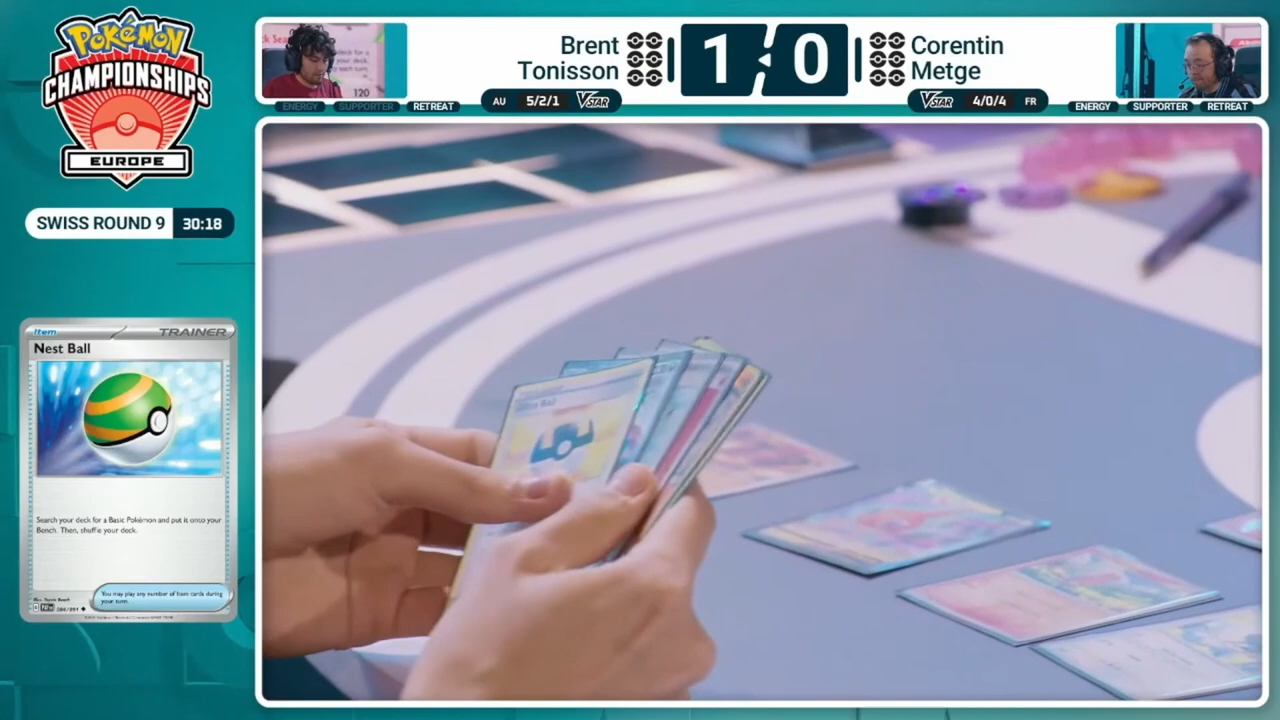 Pokémon
CHAMPIONSHIPS
EUROPE
SWISS ROUND 9 30:18
Brent
Tonisson
1 0
Corentin
Metge
AU 5/2/1 VSTAR
VSTAR 4/0/4 FR
ENERGY SUPPORTER RETREAT
ENERGY SUPPORTER RETREAT
120
Item TRAINER
Nest Ball
Search your deck for a Basic Pokémon and put it onto your
Bench. Then, shuffle your deck.
You may play any number of Item cards during
your turn.